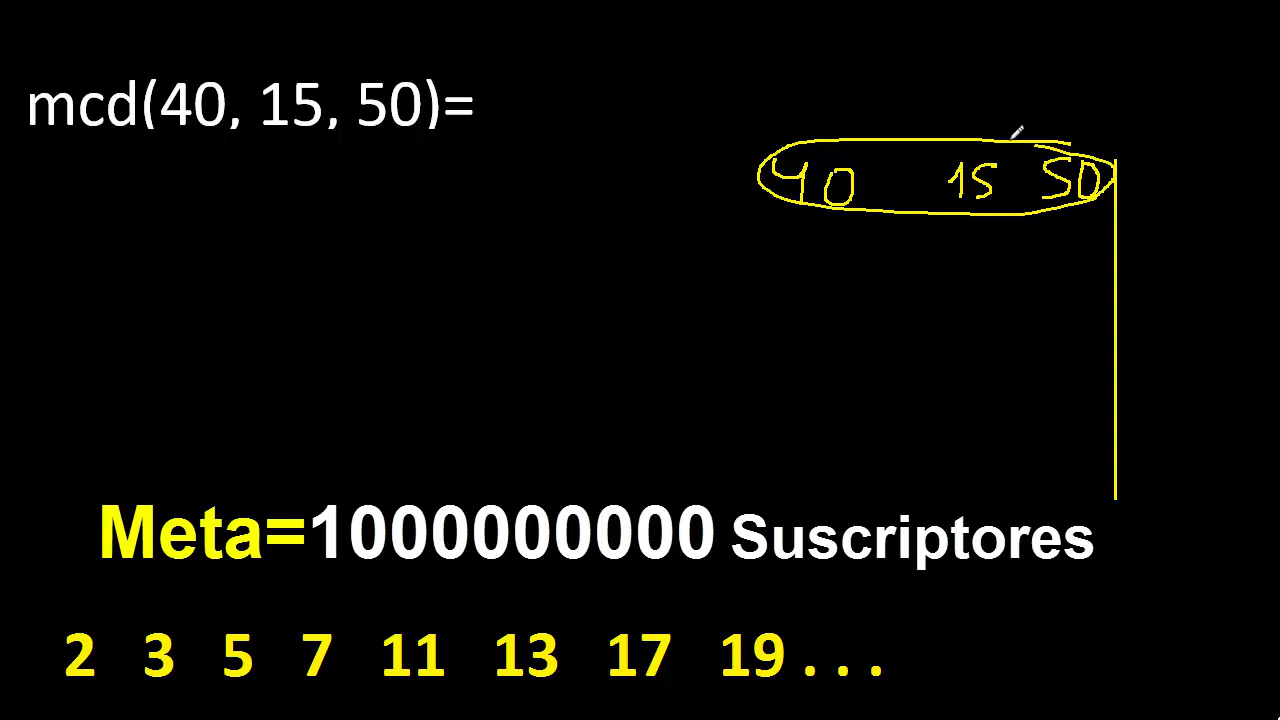 mcd(40, 15, 50)=
40 15 50
Meta=1000000000 Suscriptores
2 3 5 7 11 13 17 19 . . .